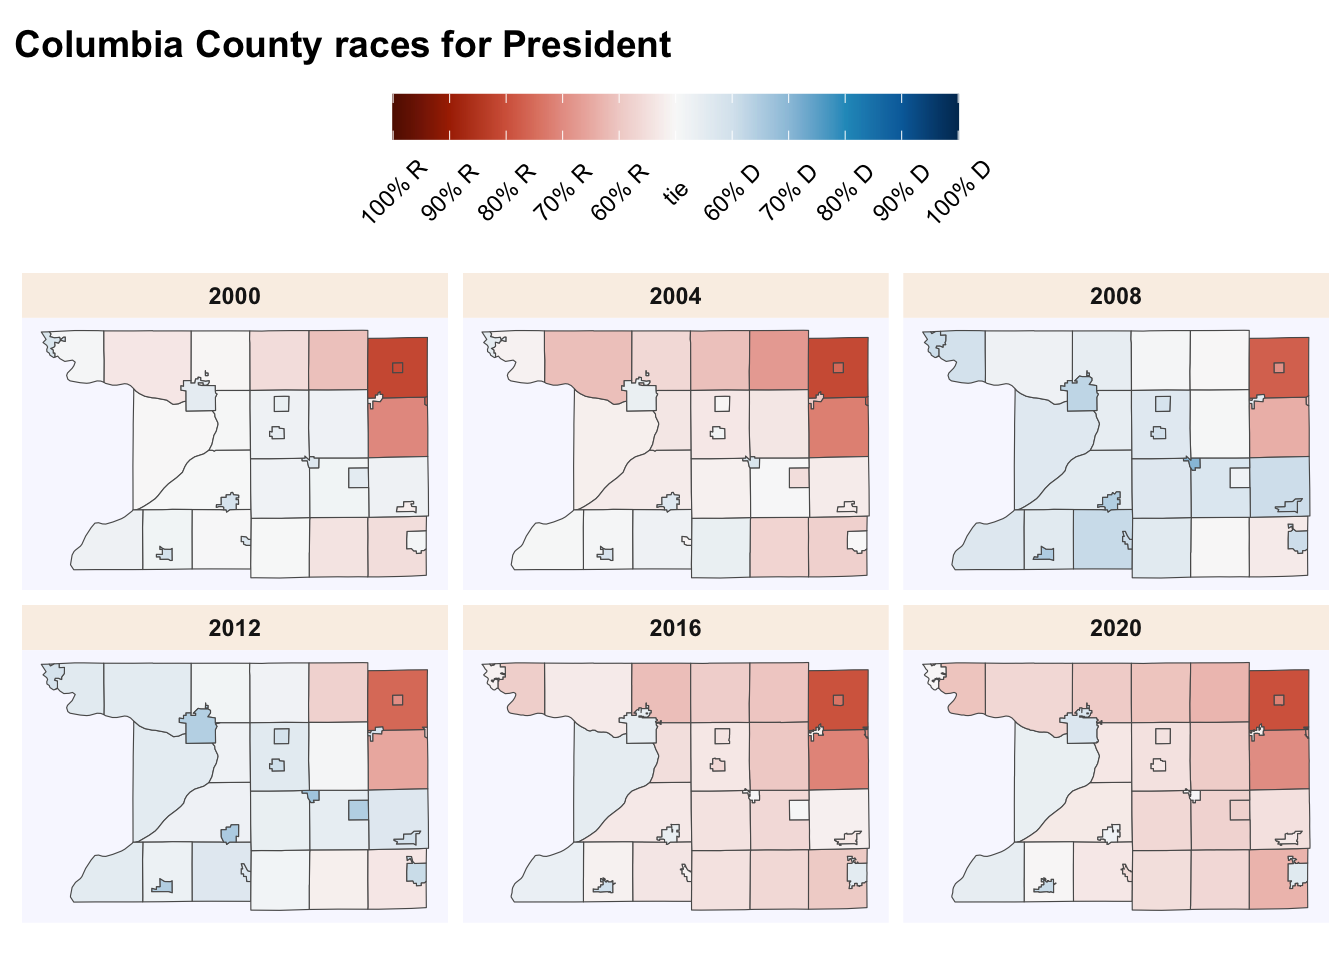 Columbia County races for President
100% R 90% R 80% R 70% R 60% R tie 60% D 70% D 80% D 90% D 100% D
2000 2004 2008
2012 2016 2020